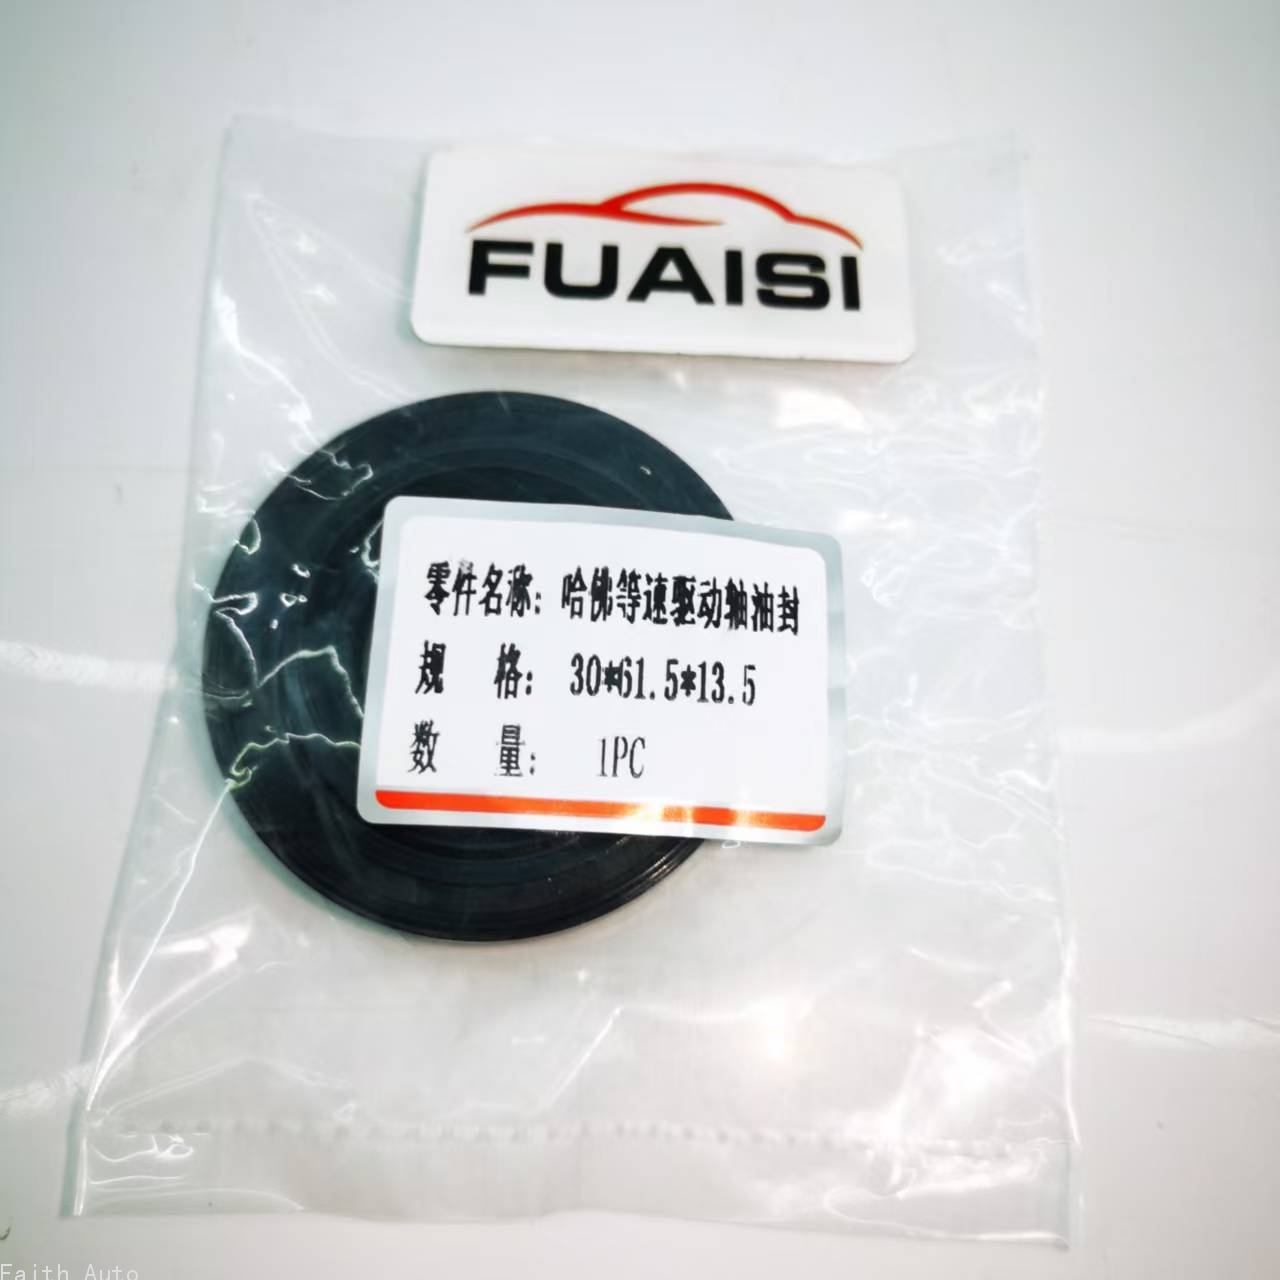 FUAISI
零件名称：哈佛等速驱动轴油封
规 格： 30*61.5*13.5
数 量： 1PC
Faith Auto